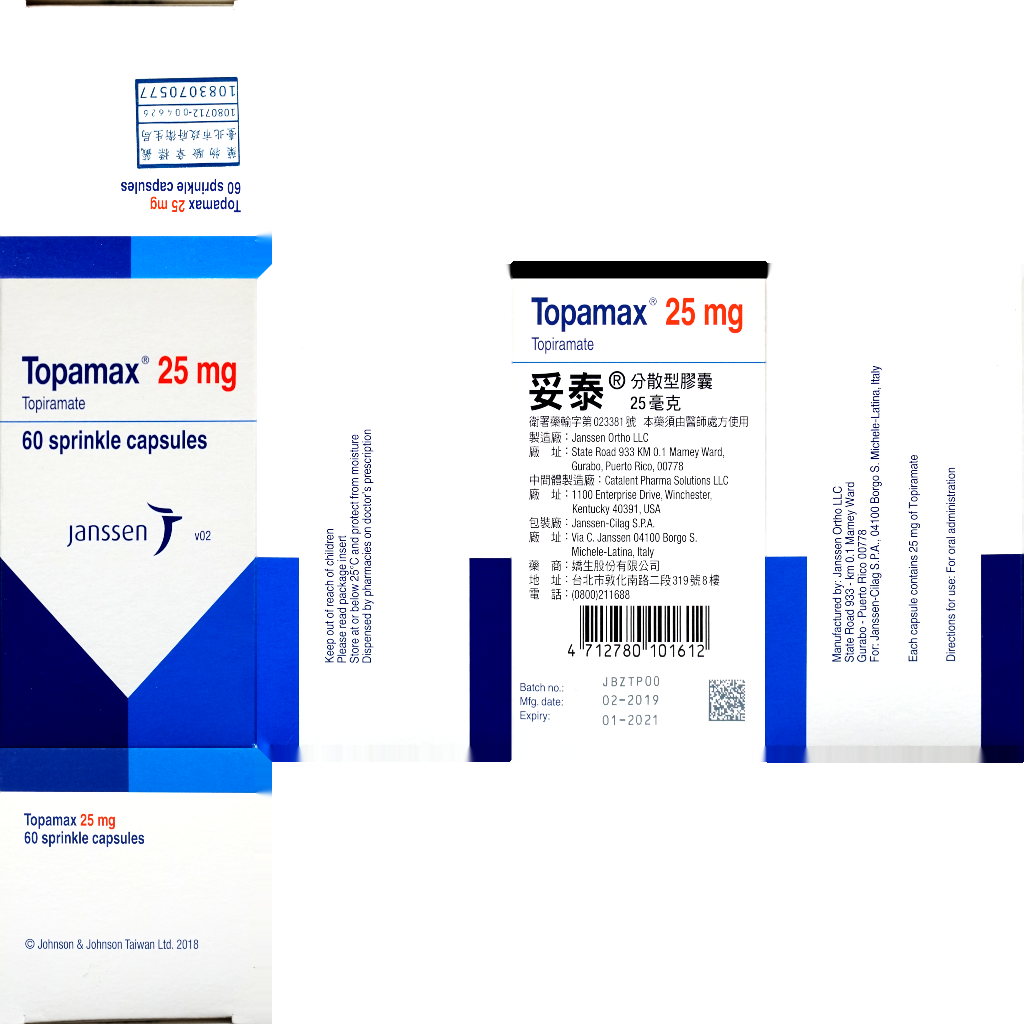 藥物檢驗章標籤
臺北市政府衛生局
1080712-004626
1083070577
Topamax 25 mg
60 sprinkle capsules
Topamax® 25 mg
Topiramate
60 sprinkle capsules
janssen
v02
Topamax 25 mg
60 sprinkle capsules
© Johnson & Johnson Taiwan Ltd. 2018
Keep out of reach of children
Please read package insert
Store at or below 25°C and protect from moisture
Dispensed by pharmacies on doctor's prescription
Topamax® 25 mg
Topiramate
妥泰® 分散型膠囊
25毫克
衛署藥輸字第023381號 本藥須由醫師處方使用
製造廠：Janssen Ortho LLC
廠 址：State Road 933 KM 0.1 Mamey Ward,
Gurabo, Puerto Rico, 00778
中間體製造廠：Catalent Pharma Solutions LLC
廠 址：1100 Enterprise Drive, Winchester,
Kentucky 40391, USA
包裝廠：Janssen-Cilag S.P.A.
廠 址：Via C. Janssen 04100 Borgo S.
Michele-Latina, Italy
藥 商：嬌生股份有限公司
地 址：台北市敦化南路二段319號8樓
電 話：(0800)211688
4 712780 101612
Batch no.: JBZTP00
Mfg. date: 02-2019
Expiry: 01-2021
Manufactured by: Janssen Ortho LLC
State Road 933 - km 0.1 Mamey Ward
Gurabo - Puerto Rico 00778
For: Janssen-Cilag S.P.A., 04100 Borgo S. Michele-Latina, Italy
Each capsule contains 25 mg of Topiramate
Directions for use: For oral administration